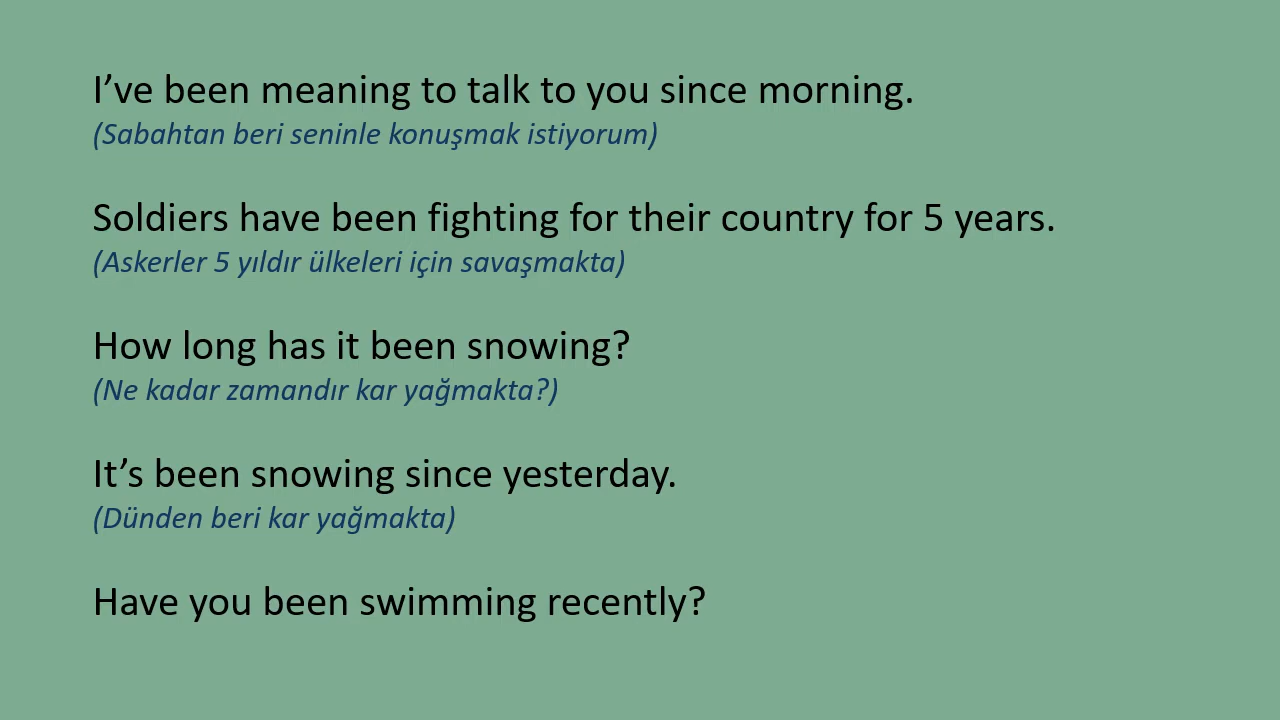 I’ve been meaning to talk to you since morning.
(Sabahtan beri seninle konuşmak istiyorum)
Soldiers have been fighting for their country for 5 years.
(Askerler 5 yıldır ülkeleri için savaşmakta)
How long has it been snowing?
(Ne kadar zamandır kar yağmakta?)
It’s been snowing since yesterday.
(Dünden beri kar yağmakta)
Have you been swimming recently?